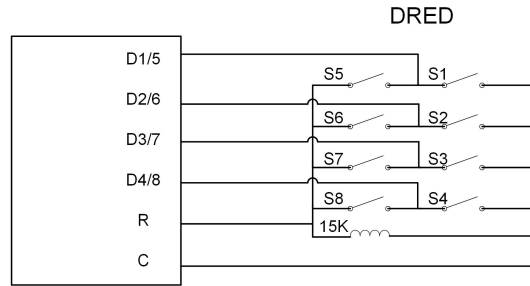 DRED
D1/5
S5 S1
D2/6
S6 S2
D3/7
S7 S3
D4/8
S8 S4
R
15K
C